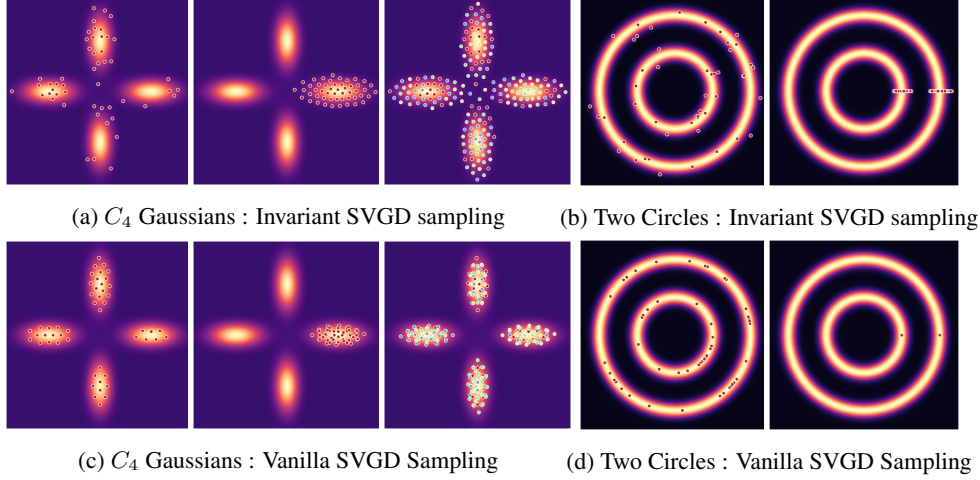 (a) C₄ Gaussians : Invariant SVGD sampling
(b) Two Circles : Invariant SVGD sampling
(c) C₄ Gaussians : Vanilla SVGD Sampling
(d) Two Circles : Vanilla SVGD Sampling